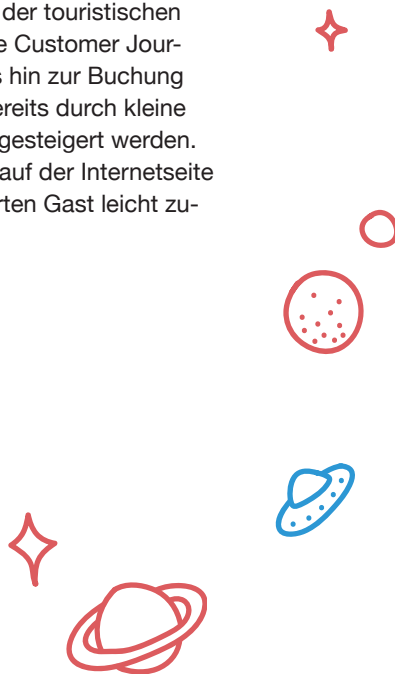 der touristischen
e Customer Jour-
s hin zur Buchung
ereits durch kleine
gesteigert werden.
auf der Internetseite
rten Gast leicht zu-